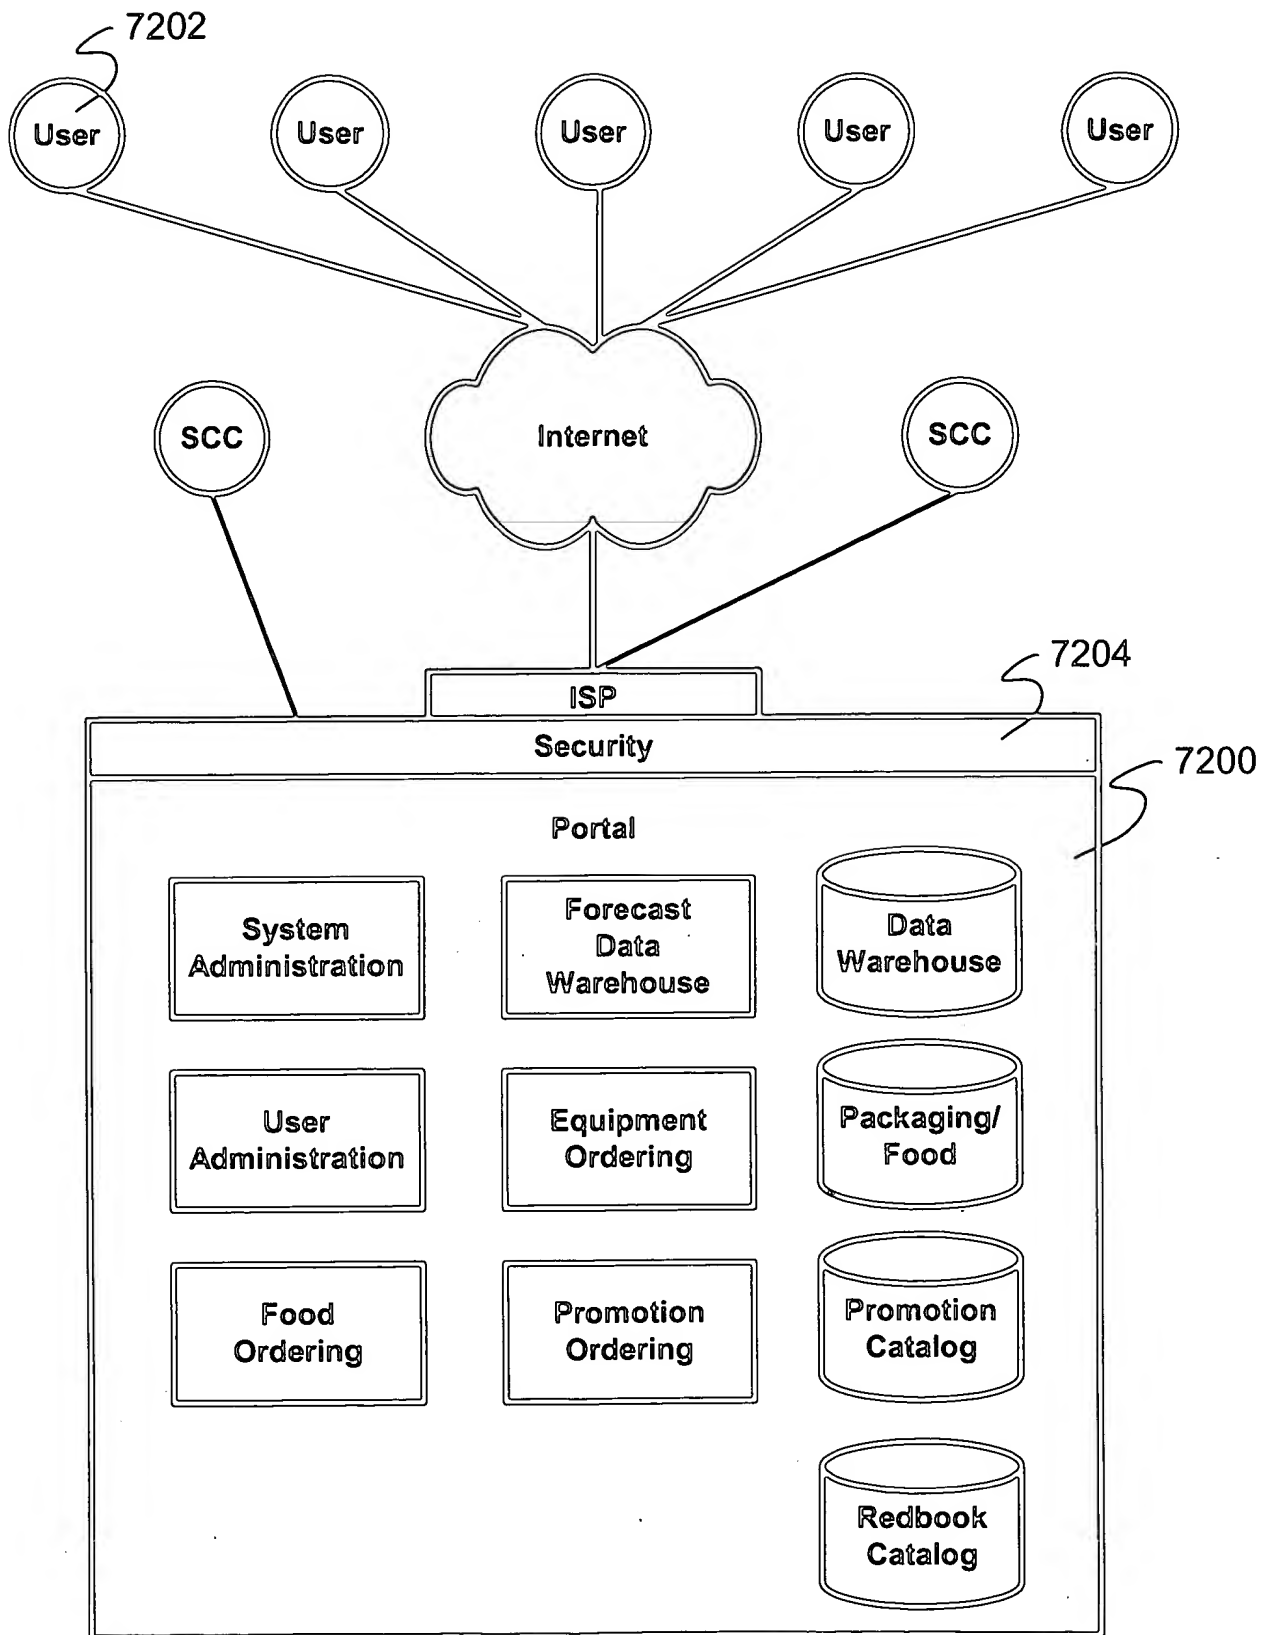 7202
User
User
User
User
User
SCC
Internet
SCC
7204
ISP
Security
7200
Portal
System
Administration
Forecast
Data
Warehouse
Data
Warehouse
User
Administration
Equipment
Ordering
Packaging/
Food
Food
Ordering
Promotion
Ordering
Promotion
Catalog
Redbook
Catalog